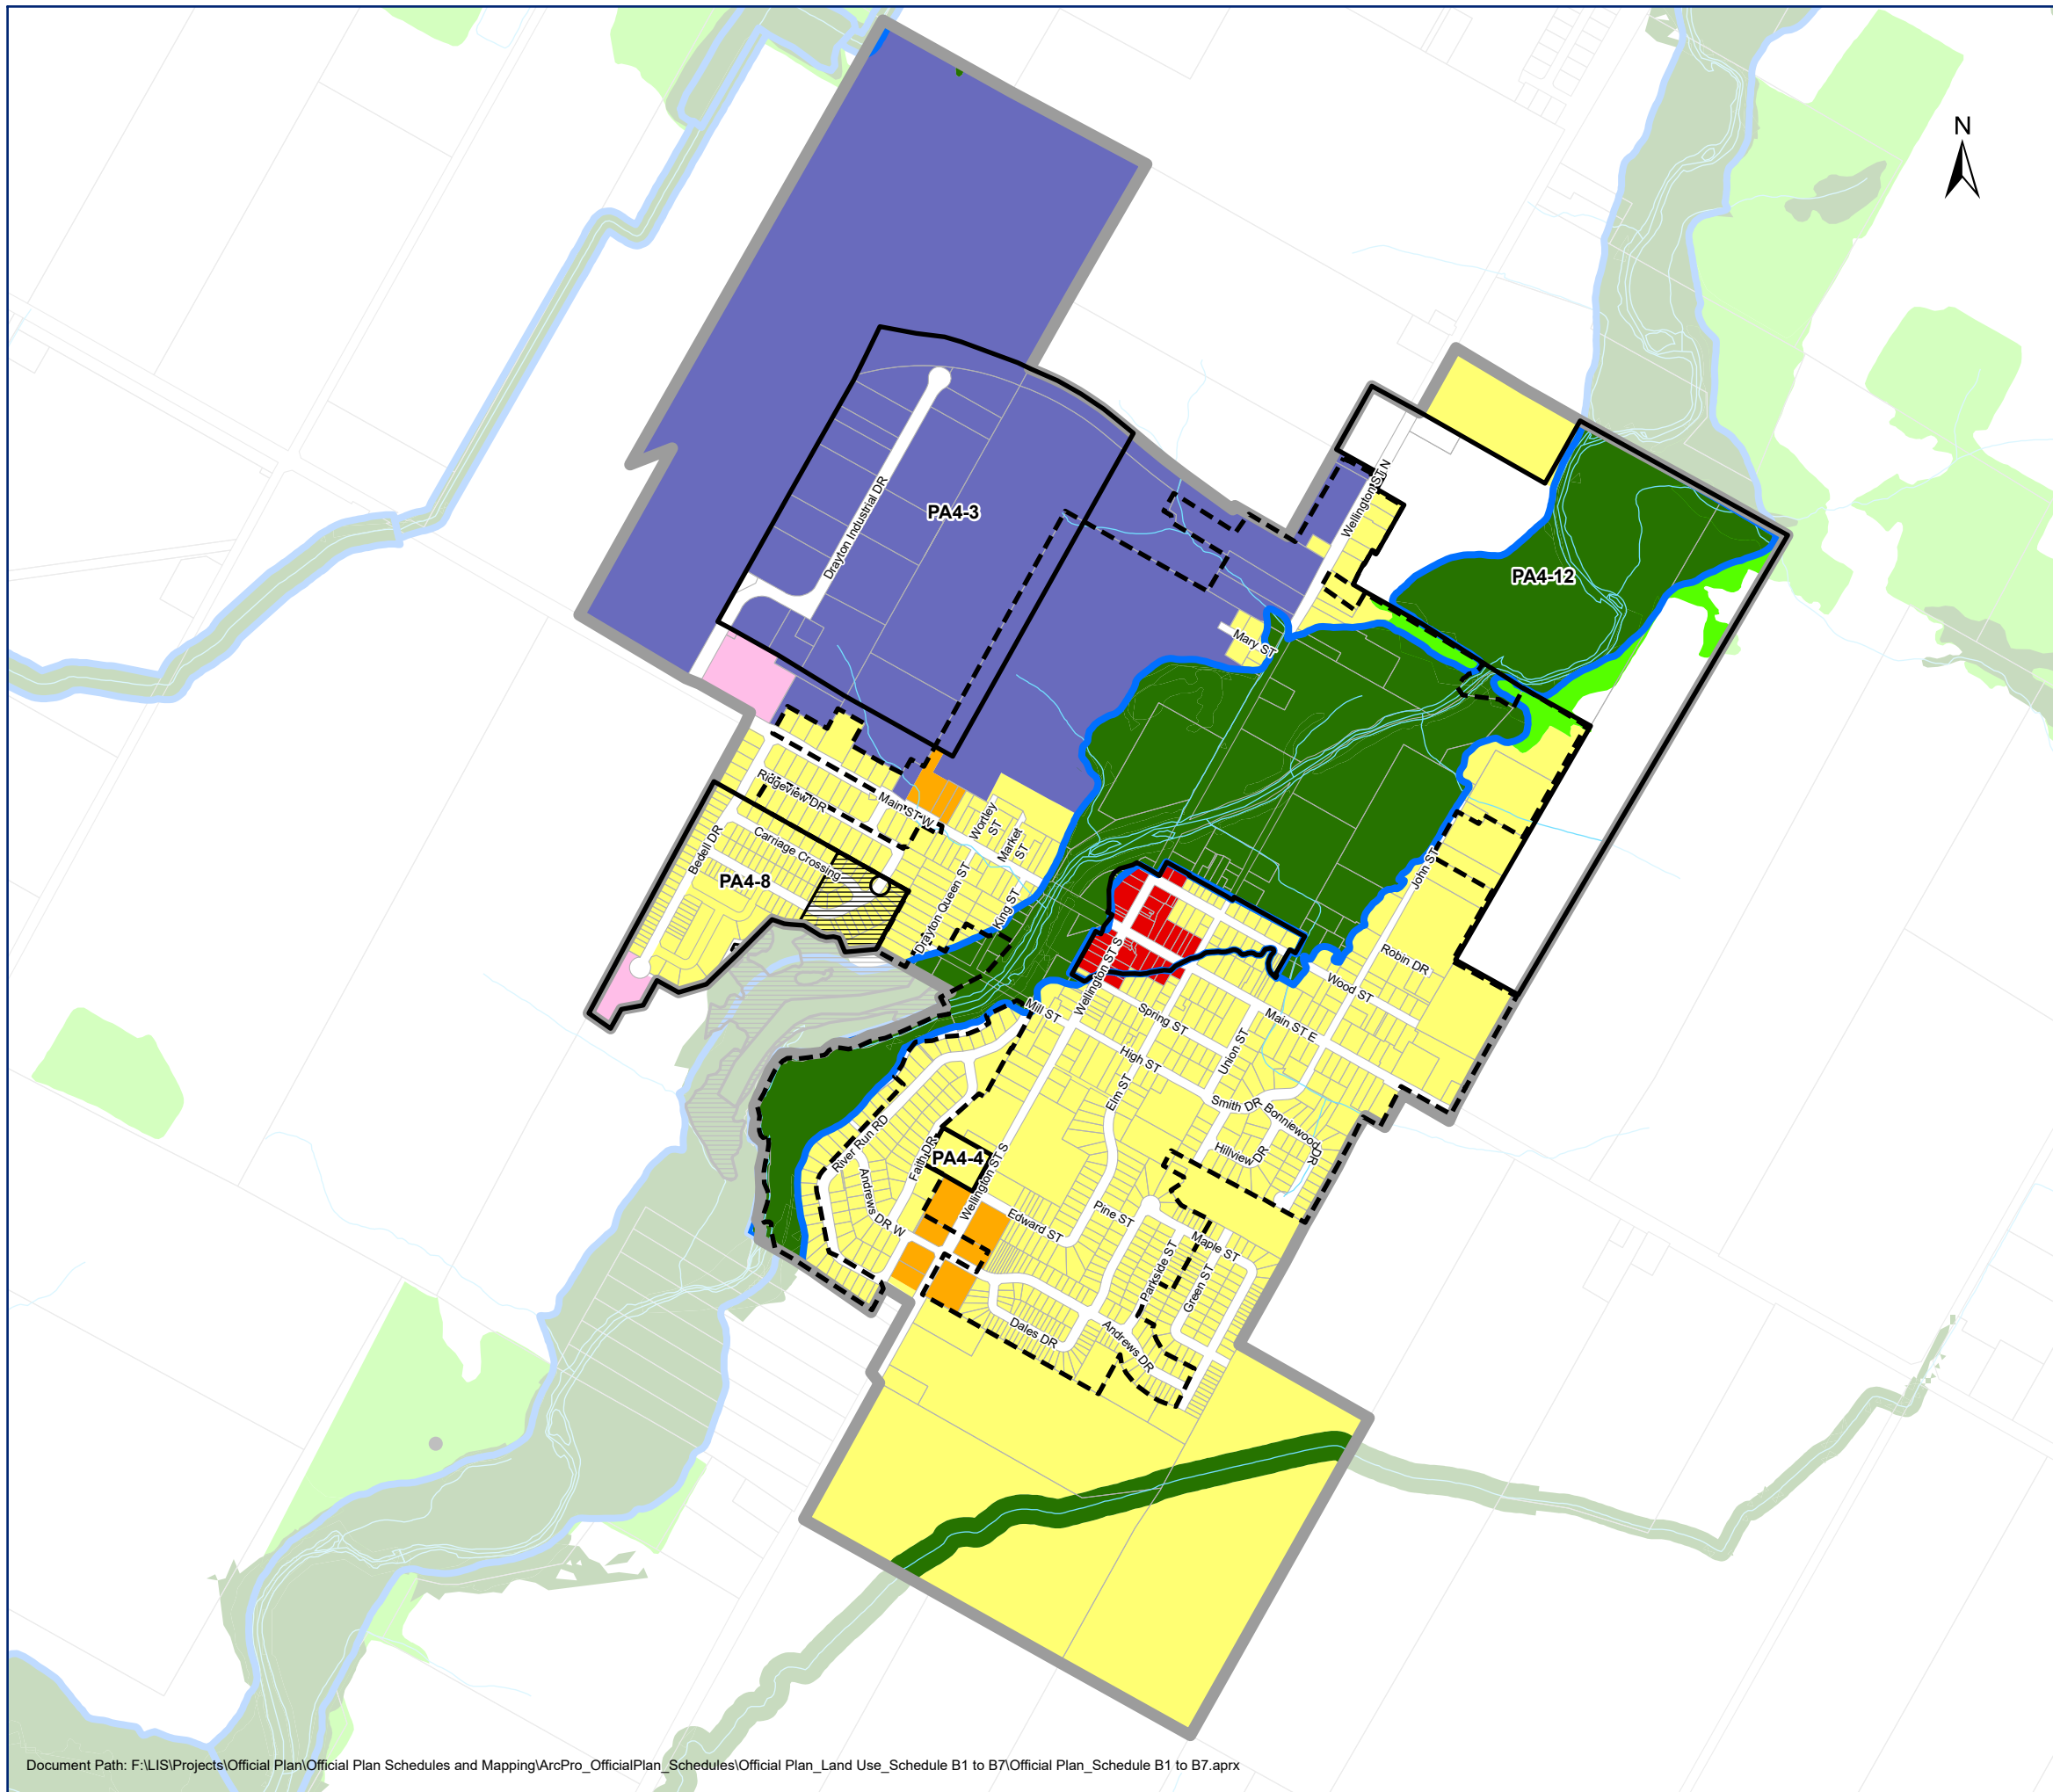 N
PA4-3
Drayton Industrial DR
Wellington ST N
PA4-12
Mary ST
Ridgeview DR
Main ST W
Wortley
ST
Market
ST
Carriage Crossing
Bedell DR
PA4-8
Drayton Queen ST
King ST
John ST
Robin DR
Wellington ST S
Wood ST
Mill ST
Spring ST
Main ST E
Union ST
High ST
Elm ST
Smith DR
Bonniewood
DR
Hillview
DR
River Run RD
Faith DR
PA4-4
Wellington ST S
Andrews
DR W
Edward ST
Pine ST
Maple ST
Parkside ST
Green ST
Dales DR
Andrews DR
Document Path: F:\LIS\Projects\Official Plan\Official Plan Schedules and Mapping\ArcPro_OfficialPlan_Schedules\Official Plan_Land Use_Schedule B1 to B7\Official Plan_Schedule B1 to B7.aprx